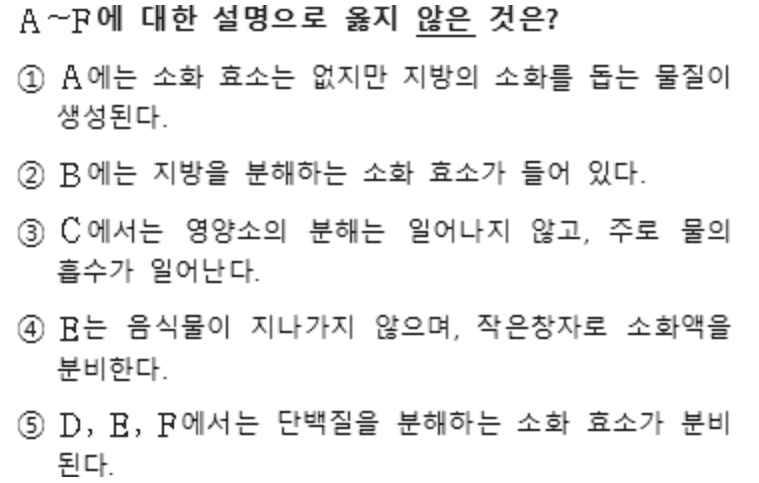 A~F에 대한 설명으로 옳지 않은 것은?
① A에는 소화 효소는 없지만 지방의 소화를 돕는 물질이
생성된다.
② B에는 지방을 분해하는 소화 효소가 들어 있다.
③ C에서는 영양소의 분해는 일어나지 않고, 주로 물의
흡수가 일어난다.
④ E는 음식물이 지나가지 않으며, 작은창자로 소화액을
분비한다.
⑤ D, E, F에서는 단백질을 분해하는 소화 효소가 분비
된다.